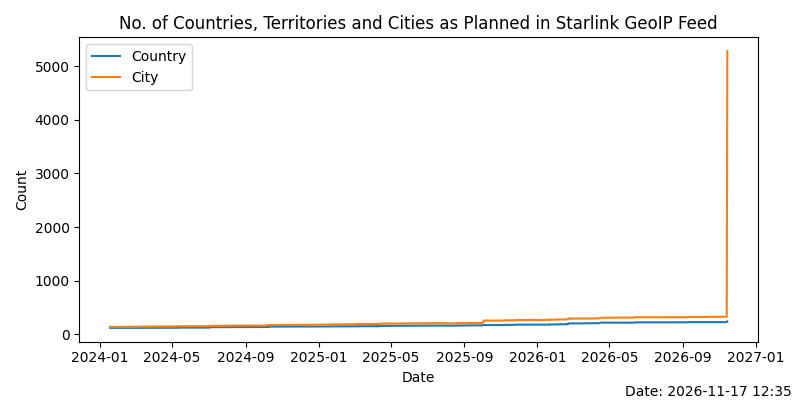 No. of Countries, Territories and Cities as Planned in Starlink GeoIP Feed
Country
City
5000
4000
3000
2000
1000
0
Count
2024-01 2024-05 2024-09 2025-01 2025-05 2025-09 2026-01 2026-05 2026-09 2027-01
Date
Date: 2026-11-17 12:35